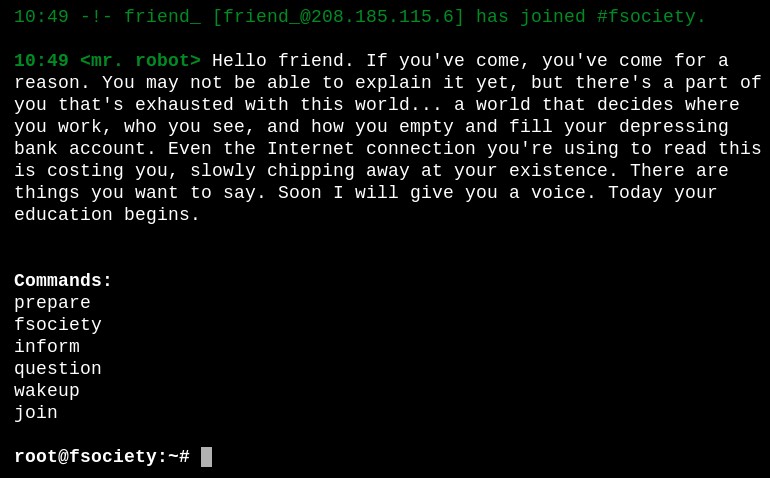 10:49 -!- friend_ [friend_@208.185.115.6] has joined #fsociety.
10:49 <mr. robot> Hello friend. If you've come, you've come for a
reason. You may not be able to explain it yet, but there's a part of
you that's exhausted with this world... a world that decides where
you work, who you see, and how you empty and fill your depressing
bank account. Even the Internet connection you're using to read this
is costing you, slowly chipping away at your existence. There are
things you want to say. Soon I will give you a voice. Today your
education begins.
Commands:
prepare
fsociety
inform
question
wakeup
join
root@fsociety:~#